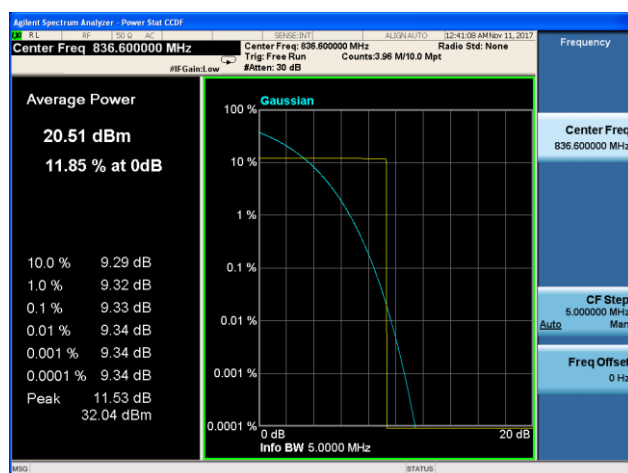 Agilent Spectrum Analyzer - Power Stat CCDF
RL RF 50 Ω AC SENSE:INT ALIGN AUTO 12:41:08 AM Nov 11, 2017
Center Freq 836.600000 MHz
Center Freq: 836.600000 MHz Radio Std: None
Trig: Free Run Counts:3.96 M/10.0 Mpt
#IFGain:Low #Atten: 30 dB
Frequency
Average Power
20.51 dBm
11.85 % at 0dB
10.0 % 9.29 dB
1.0 % 9.32 dB
0.1 % 9.33 dB
0.01 % 9.34 dB
0.001 % 9.34 dB
0.0001 % 9.34 dB
Peak 11.53 dB
32.04 dBm
Gaussian
100 %
10 %
1 %
0.1 %
0.01 %
0.001 %
0.0001 %
0 dB 20 dB
Info BW 5.0000 MHz
Center Freq
836.600000 MHz
CF Step
5.000000 MHz
Auto Man
Freq Offset
0 Hz
MSG STATUS